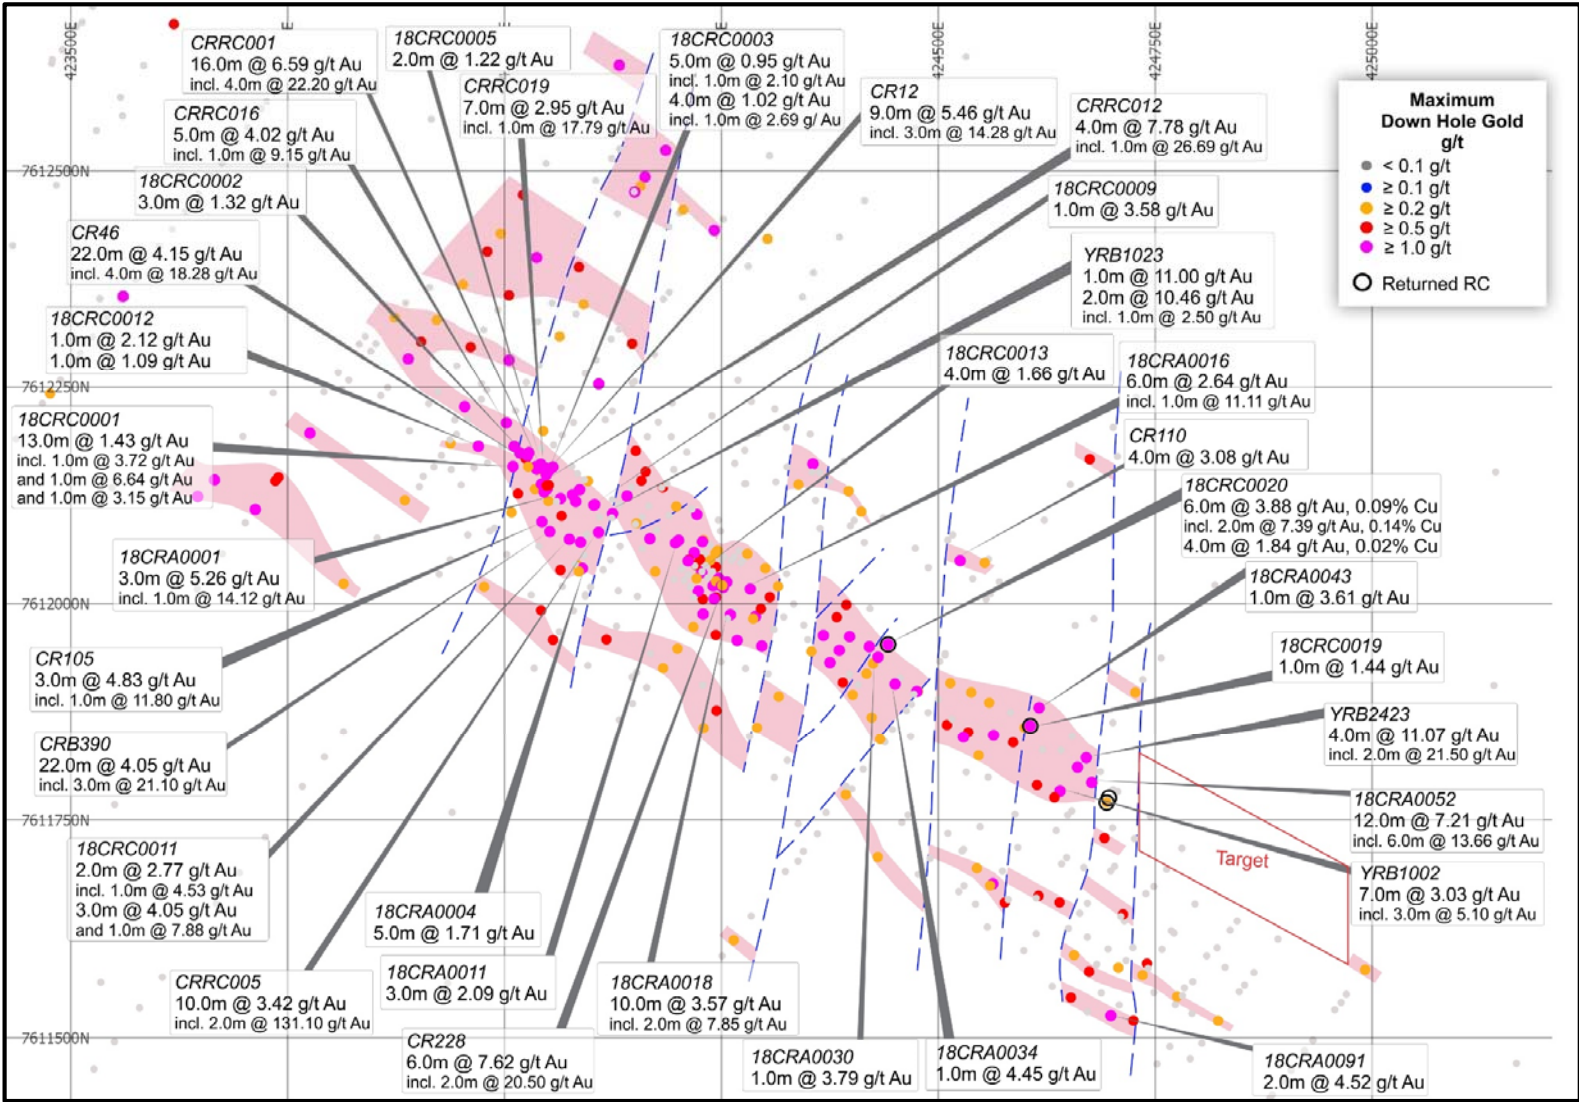 423500E
424500E
424750E
425000E
7612500N
7612250N
7612000N
7611750N
7611500N
CRRC001
16.0m @ 6.59 g/t Au
incl. 4.0m @ 22.20 g/t Au
18CRC0005
2.0m @ 1.22 g/t Au
CRRC019
7.0m @ 2.95 g/t Au
incl. 1.0m @ 17.79 g/t Au
18CRC0003
5.0m @ 0.95 g/t Au
incl. 1.0m @ 2.10 g/t Au
4.0m @ 1.02 g/t Au
incl. 1.0m @ 2.69 g/ Au
CR12
9.0m @ 5.46 g/t Au
incl. 3.0m @ 14.28 g/t Au
CRRC012
4.0m @ 7.78 g/t Au
incl. 1.0m @ 26.69 g/t Au
Maximum
Down Hole Gold
g/t
< 0.1 g/t
≥ 0.1 g/t
≥ 0.2 g/t
≥ 0.5 g/t
≥ 1.0 g/t
Returned RC
CRRC016
5.0m @ 4.02 g/t Au
incl. 1.0m @ 9.15 g/t Au
18CRC0002
3.0m @ 1.32 g/t Au
CR46
22.0m @ 4.15 g/t Au
incl. 4.0m @ 18.28 g/t Au
18CRC0012
1.0m @ 2.12 g/t Au
1.0m @ 1.09 g/t Au
18CRC0001
13.0m @ 1.43 g/t Au
incl. 1.0m @ 3.72 g/t Au
and 1.0m @ 6.64 g/t Au
and 1.0m @ 3.15 g/t Au
18CRA0001
3.0m @ 5.26 g/t Au
incl. 1.0m @ 14.12 g/t Au
CR105
3.0m @ 4.83 g/t Au
incl. 1.0m @ 11.80 g/t Au
CRB390
22.0m @ 4.05 g/t Au
incl. 3.0m @ 21.10 g/t Au
18CRC0011
2.0m @ 2.77 g/t Au
incl. 1.0m @ 4.53 g/t Au
3.0m @ 4.05 g/t Au
and 1.0m @ 7.88 g/t Au
CRRC005
10.0m @ 3.42 g/t Au
incl. 2.0m @ 131.10 g/t Au
18CRA0004
5.0m @ 1.71 g/t Au
18CRA0011
3.0m @ 2.09 g/t Au
CR228
6.0m @ 7.62 g/t Au
incl. 2.0m @ 20.50 g/t Au
18CRA0018
10.0m @ 3.57 g/t Au
incl. 2.0m @ 7.85 g/t Au
18CRA0030
1.0m @ 3.79 g/t Au
18CRA0034
1.0m @ 4.45 g/t Au
18CRA0091
2.0m @ 4.52 g/t Au
18CRC0009
1.0m @ 3.58 g/t Au
YRB1023
1.0m @ 11.00 g/t Au
2.0m @ 10.46 g/t Au
incl. 1.0m @ 2.50 g/t Au
18CRC0013
4.0m @ 1.66 g/t Au
18CRA0016
6.0m @ 2.64 g/t Au
incl. 1.0m @ 11.11 g/t Au
CR110
4.0m @ 3.08 g/t Au
18CRC0020
6.0m @ 3.88 g/t Au, 0.09% Cu
incl. 2.0m @ 7.39 g/t Au, 0.14% Cu
4.0m @ 1.84 g/t Au, 0.02% Cu
18CRA0043
1.0m @ 3.61 g/t Au
18CRC0019
1.0m @ 1.44 g/t Au
YRB2423
4.0m @ 11.07 g/t Au
incl. 2.0m @ 21.50 g/t Au
18CRA0052
12.0m @ 7.21 g/t Au
incl. 6.0m @ 13.66 g/t Au
YRB1002
7.0m @ 3.03 g/t Au
incl. 3.0m @ 5.10 g/t Au
Target